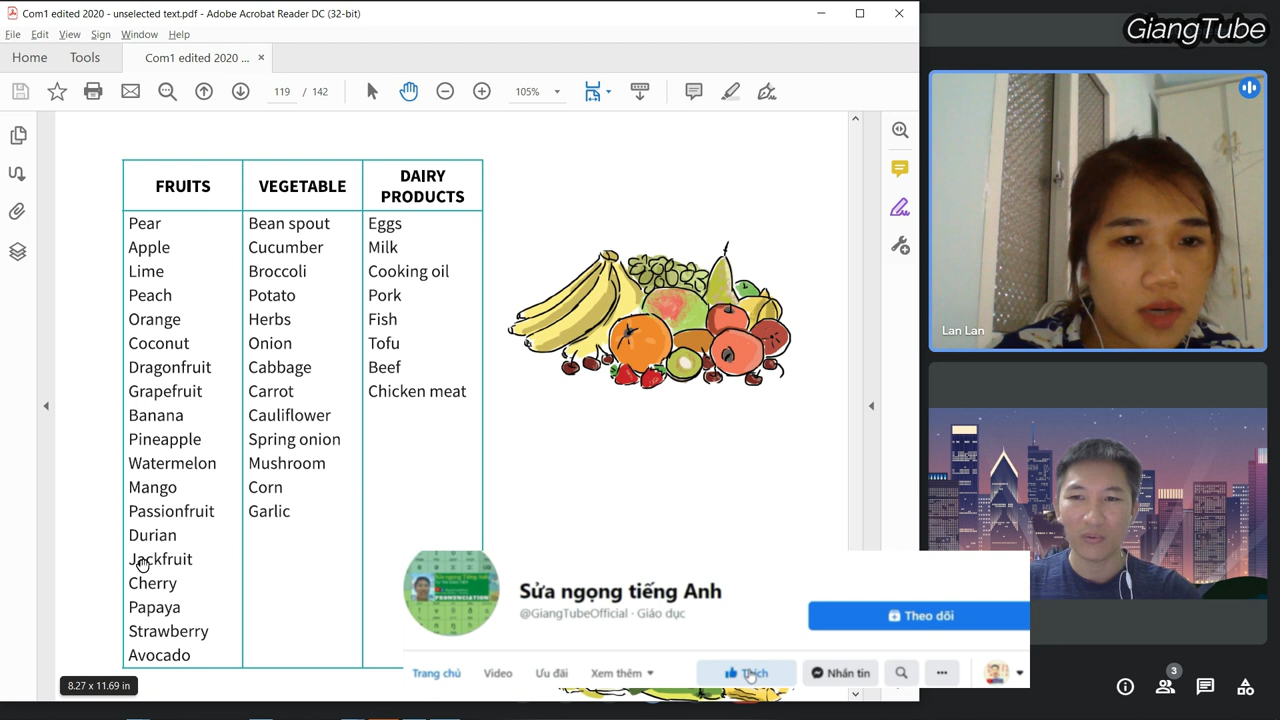 Com1 edited 2020 - unselected text.pdf - Adobe Acrobat Reader DC (32-bit)
GiangTube
File Edit View Sign Window Help
Home Tools Com1 edited 2020 ... ×
119 / 142 105%
FRUITS VEGETABLE DAIRY PRODUCTS
Pear Bean spout Eggs
Apple Cucumber Milk
Lime Broccoli Cooking oil
Peach Potato Pork
Orange Herbs Fish
Coconut Onion Tofu
Dragonfruit Cabbage Beef
Grapefruit Carrot Chicken meat
Banana Cauliflower
Pineapple Spring onion
Watermelon Mushroom
Mango Corn
Passionfruit Garlic
Durian
Jackfruit
Cherry
Papaya
Strawberry
Avocado
8.27 x 11.69 in
Lan Lan
Sửa ngọng tiếng Anh
@GiangTubeOfficial · Giáo dục
Theo dõi
Trang chủ Video Ưu đãi Xem thêm Thích Nhắn tin
3